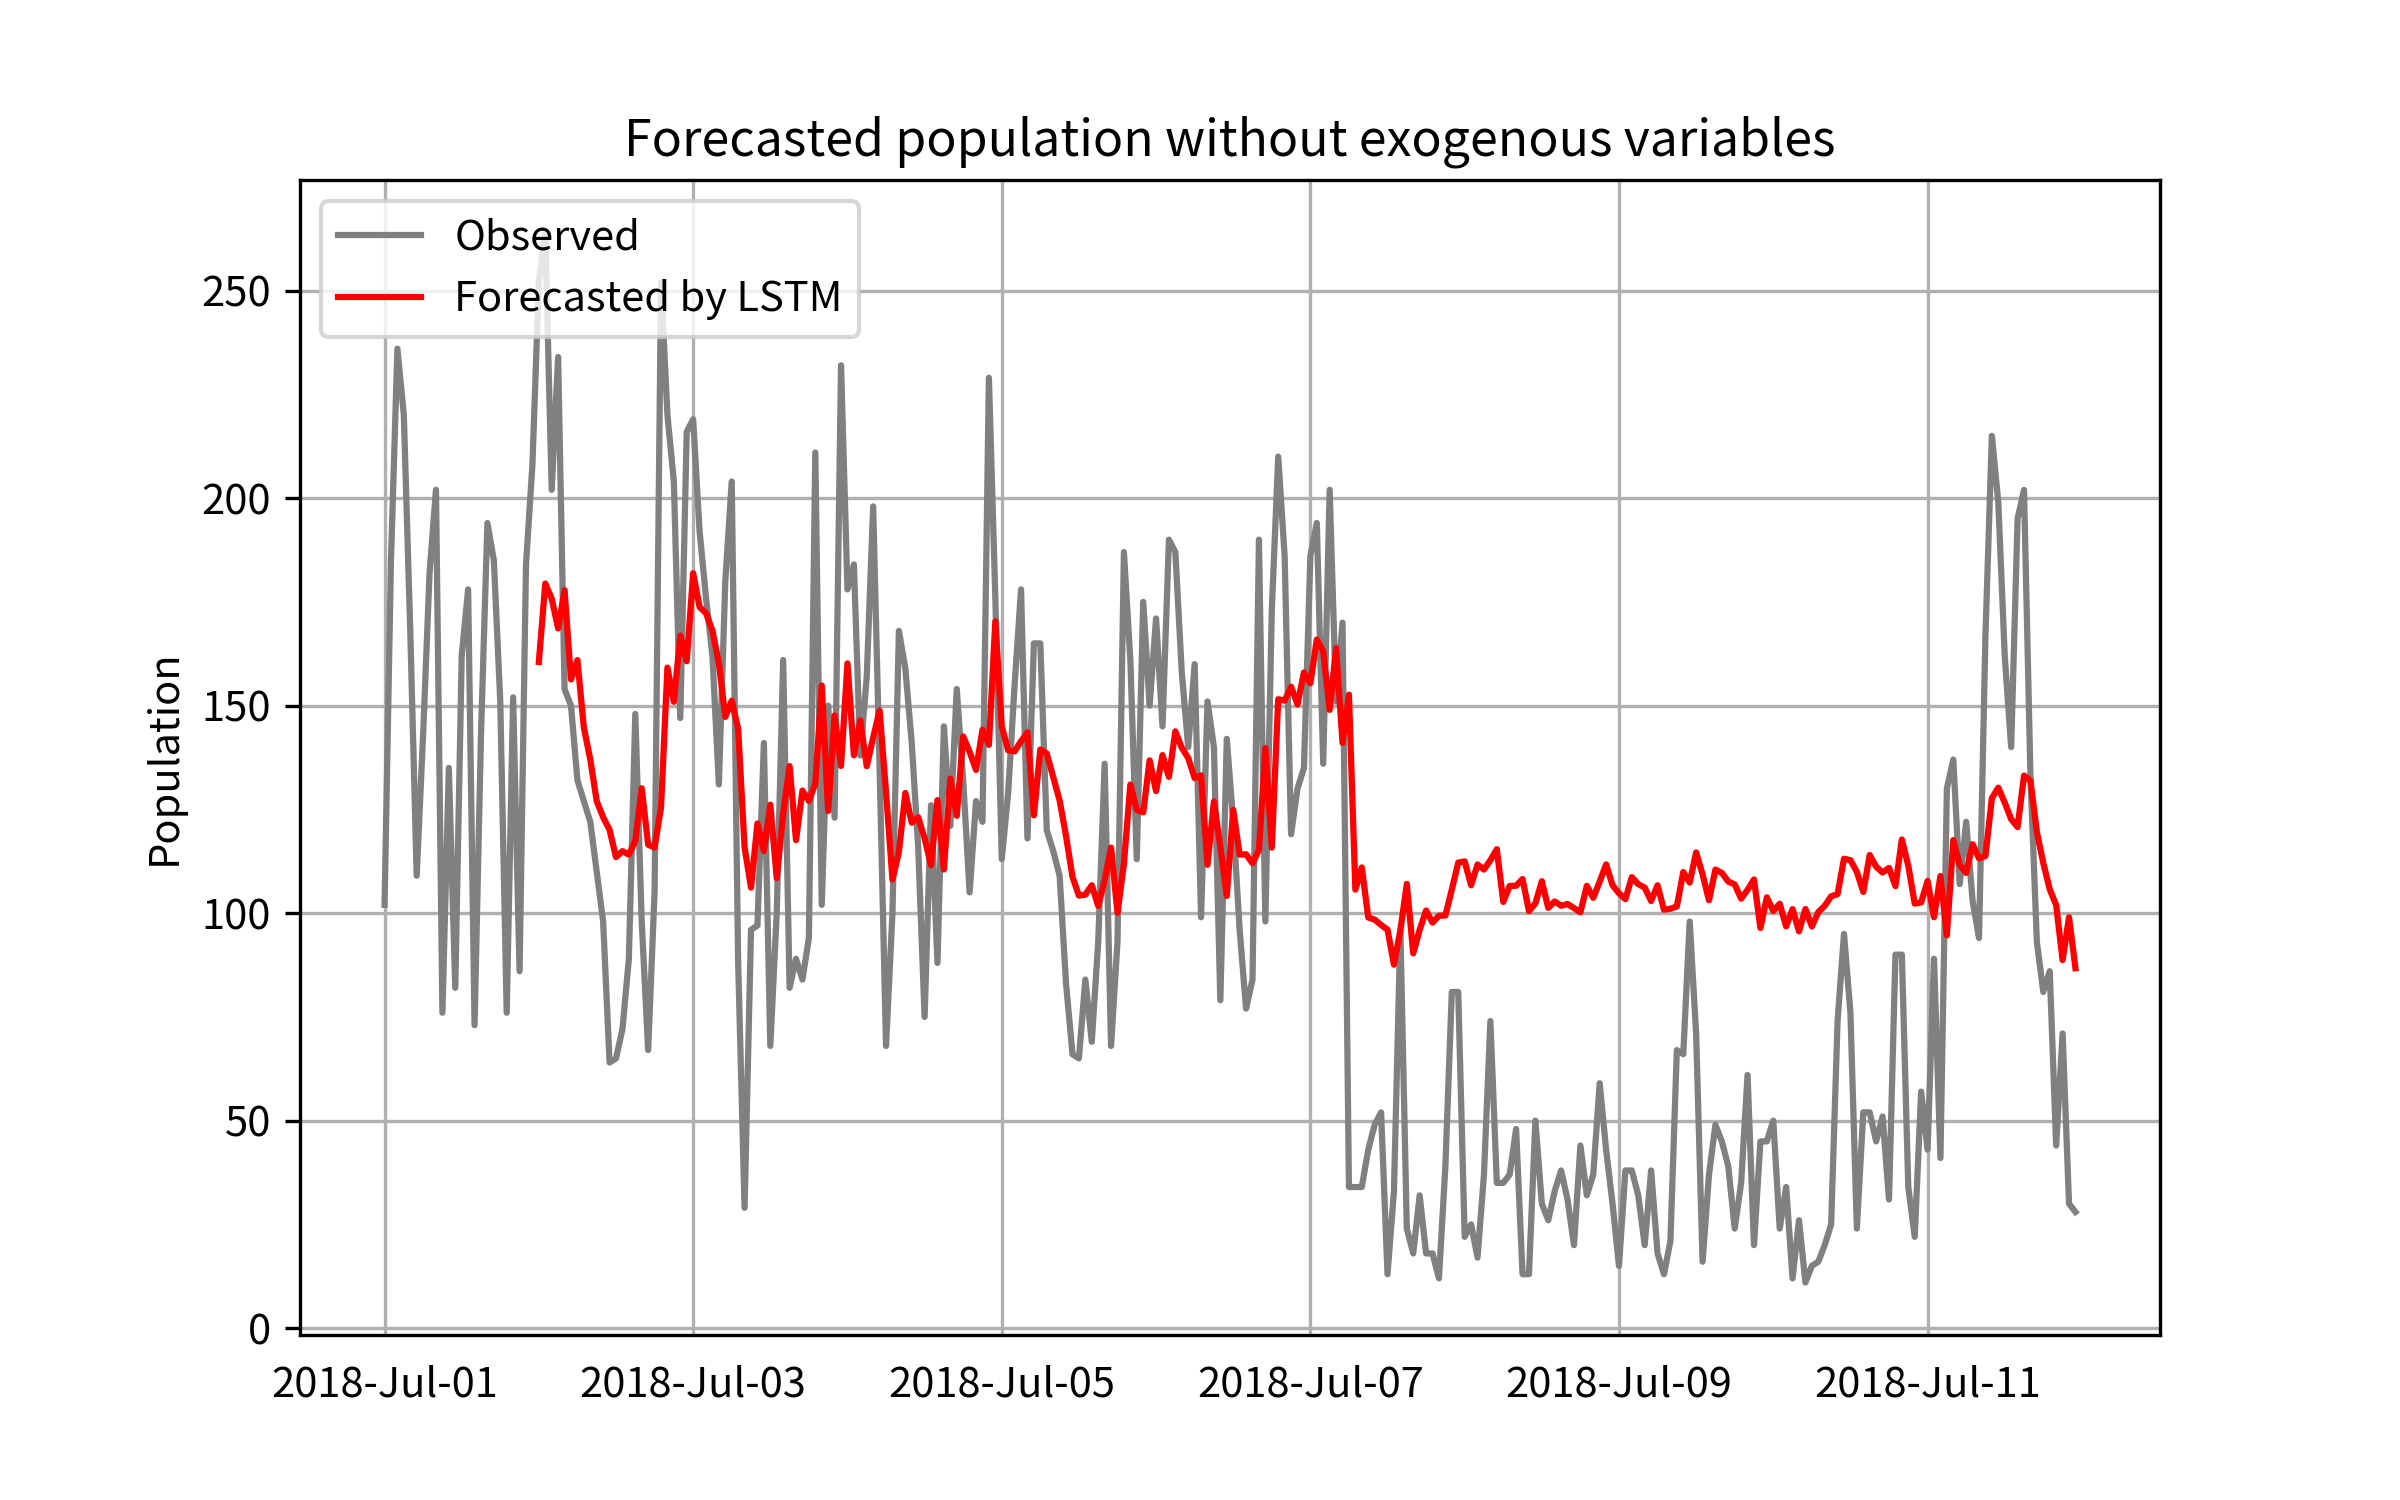 Forecasted population without exogenous variables
Observed
Forecasted by LSTM
Population
250
200
150
100
50
0
2018-Jul-01 2018-Jul-03 2018-Jul-05 2018-Jul-07 2018-Jul-09 2018-Jul-11